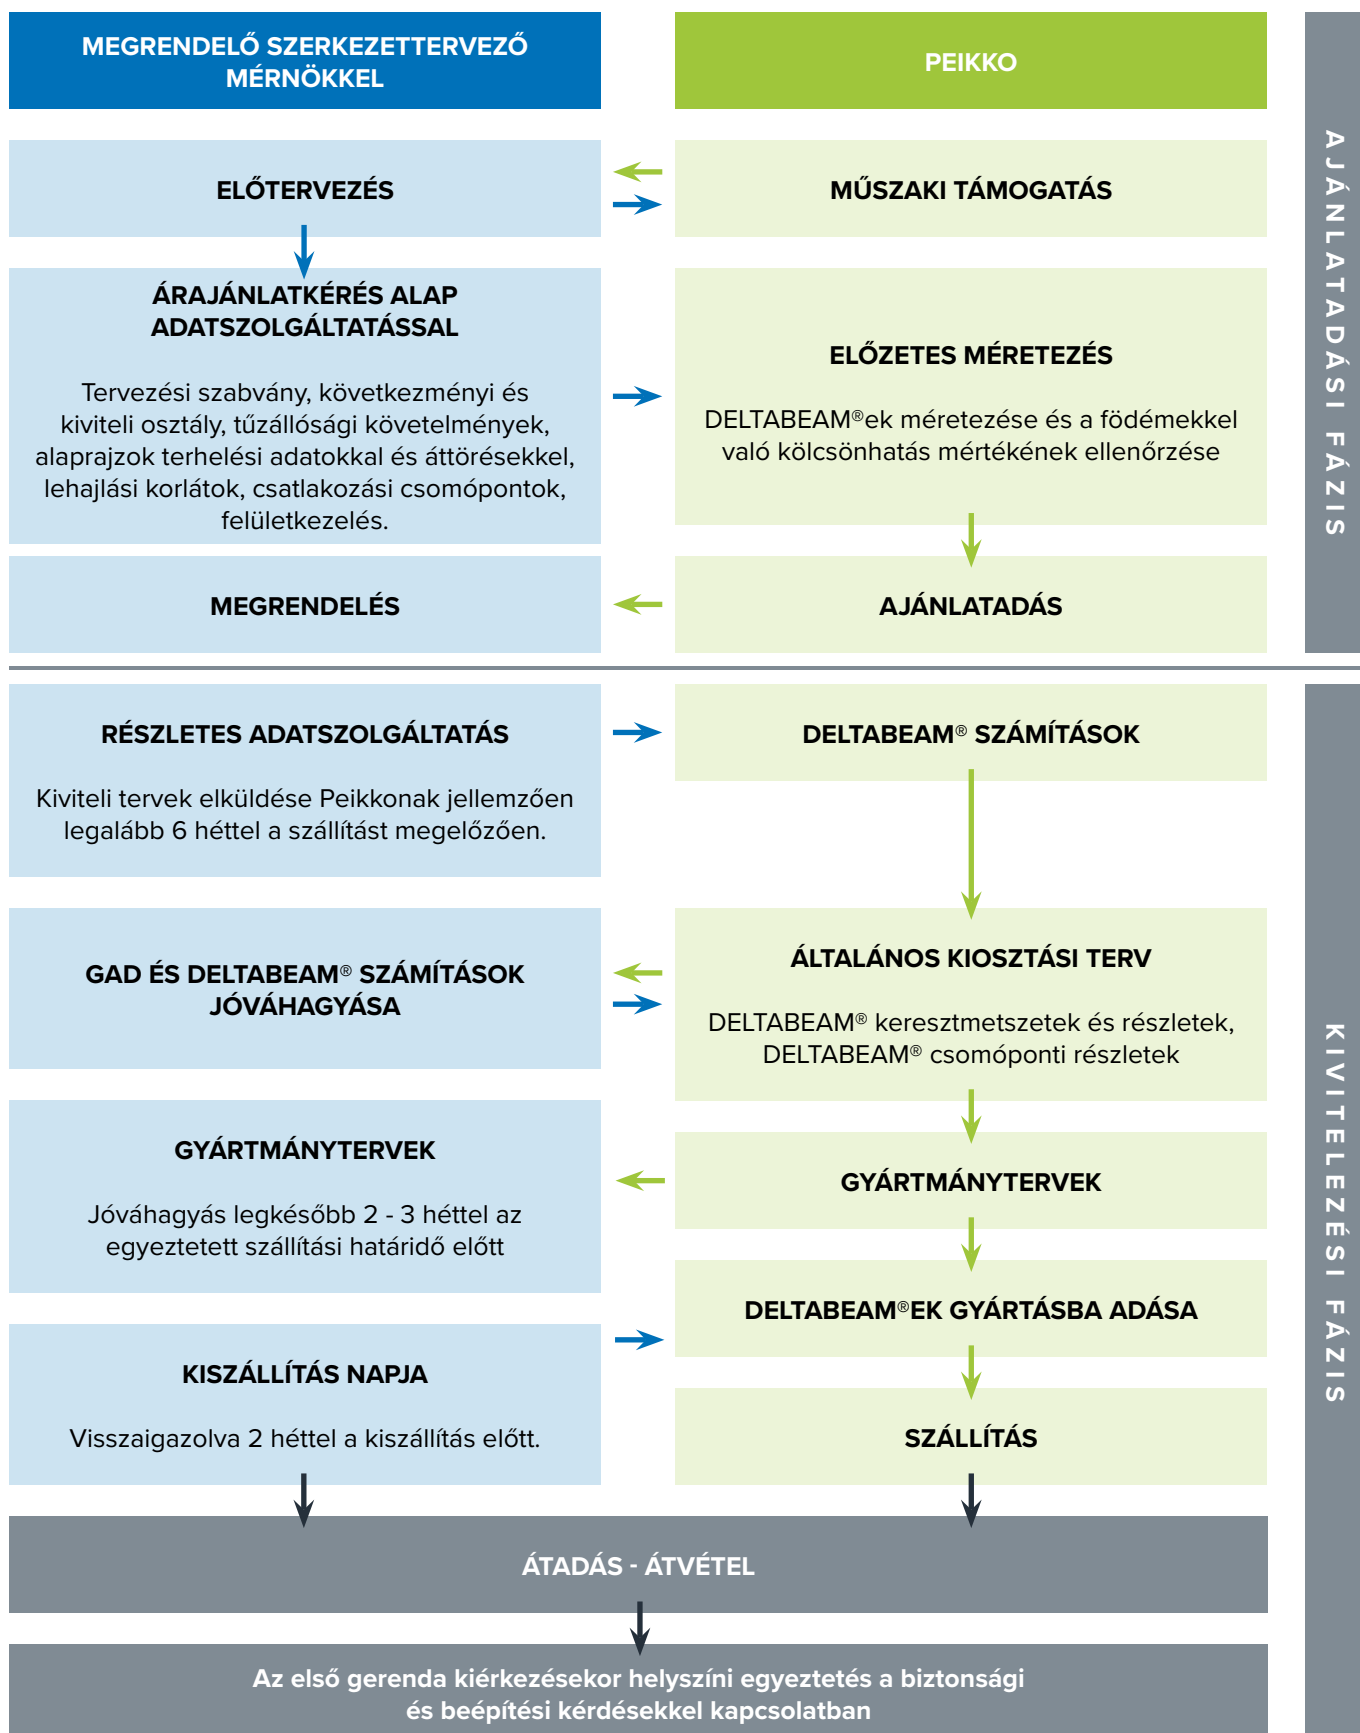 MEGRENDELŐ SZERKEZETTERVEZŐ
MÉRNÖKKEL
PEIKKO
AJÁNLATADÁSI FÁZIS
ELŐTERVEZÉS
MŰSZAKI TÁMOGATÁS
ÁRAJÁNLATKÉRÉS ALAP
ADATSZOLGÁLTATÁSSAL
Tervezési szabvány, következményi és
kiviteli osztály, tűzállósági követelmények,
alaprajzok terhelési adatokkal és áttörésekkel,
lehajlási korlátok, csatlakozási csomópontok,
felületkezelés.
ELŐZETES MÉRETEZÉS
DELTABEAM®ek méretezése és a födémekkel
való kölcsönhatás mértékének ellenőrzése
MEGRENDELÉS
AJÁNLATADÁS
KIVITELEZÉSI FÁZIS
RÉSZLETES ADATSZOLGÁLTATÁS
Kiviteli tervek elküldése Peikkonak jellemzően
legalább 6 héttel a szállítást megelőzően.
DELTABEAM® SZÁMÍTÁSOK
GAD ÉS DELTABEAM® SZÁMÍTÁSOK
JÓVÁHAGYÁSA
ÁLTALÁNOS KIOSZTÁSI TERV
DELTABEAM® keresztmetszetek és részletek,
DELTABEAM® csomóponti részletek
GYÁRTMÁNYTERVEK
Jóváhagyás legkésőbb 2 - 3 héttel az
egyeztetett szállítási határidő előtt
GYÁRTMÁNYTERVEK
DELTABEAM®EK GYÁRTÁSBA ADÁSA
KISZÁLLÍTÁS NAPJA
Visszaigazolva 2 héttel a kiszállítás előtt.
SZÁLLÍTÁS
ÁTADÁS - ÁTVÉTEL
Az első gerenda kiérkezésekor helyszíni egyeztetés a biztonsági
és beépítési kérdésekkel kapcsolatban